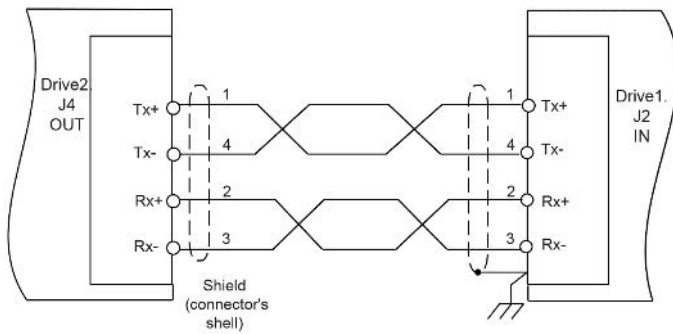 Drive2.
J4
OUT
Tx+
Tx-
Rx+
Rx-
1
4
2
3
Shield
(connector's
shell)
1
4
2
3
Tx+
Tx-
Rx+
Rx-
Drive1.
J2
IN